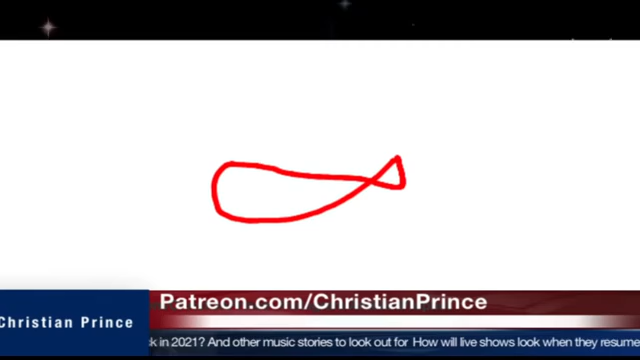 Patreon.com/ChristianPrince
Christian Prince
ck in 2021? And other music stories to look out for How will live shows look when they resume